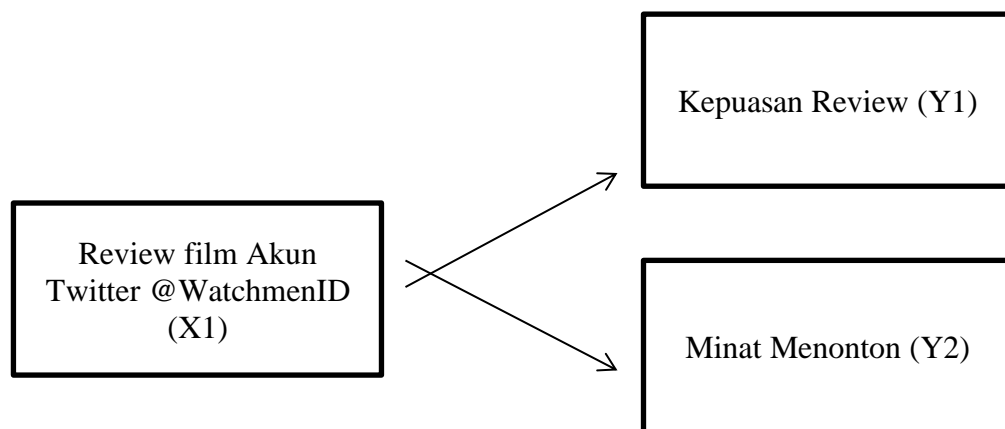 Kepuasan Review (Y1)
Review film Akun
Twitter @WatchmenID
(X1)
Minat Menonton (Y2)